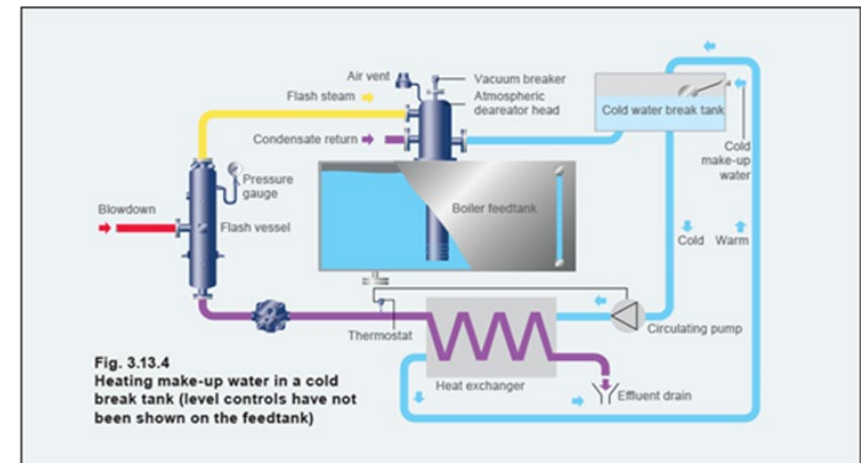 Air vent
Vacuum breaker
Flash steam
Atmospheric
deareator head
Cold water break tank
Condensate return
Cold
make-up
water
Pressure
gauge
Blowdown
Flash vessel
Boiler feedtank
Cold Warm
Thermostat
Circulating pump
Fig. 3.13.4
Heating make-up water in a cold
break tank (level controls have not
been shown on the feedtank)
Heat exchanger
Effluent drain